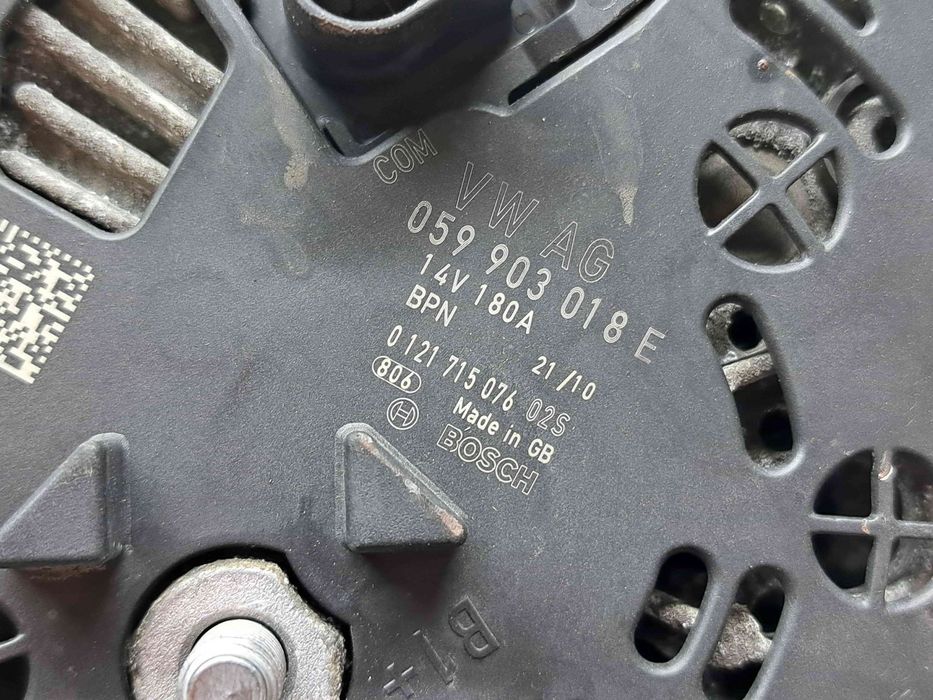 COM
VW AG
059 903 018 E
14V 180A
BPN 21/10
0 121 715 076 02S
806 Made in GB
BOSCH
B1+